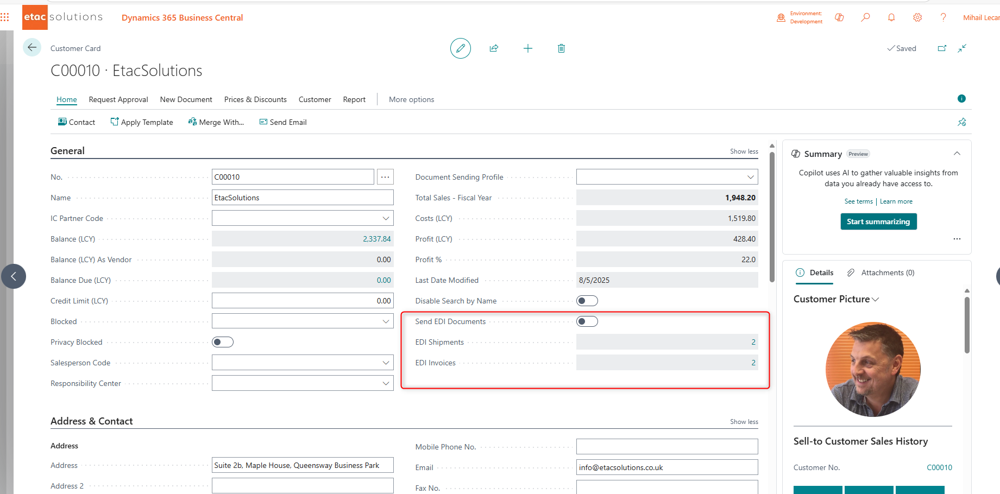 etac solutions
Dynamics 365 Business Central
Environment:
Development
Mihail Lecar
Customer Card
Saved
C00010 · EtacSolutions
Home
Request Approval
New Document
Prices & Discounts
Customer
Report
More options
Contact
Apply Template
Merge With...
Send Email
General
Show less
No.
C00010
Name
EtacSolutions
IC Partner Code
Balance (LCY)
2,337.84
Balance (LCY) As Vendor
0.00
Balance Due (LCY)
0.00
Credit Limit (LCY)
0.00
Blocked
Privacy Blocked
Salesperson Code
Responsibility Center
Document Sending Profile
Total Sales - Fiscal Year
1,948.20
Costs (LCY)
1,519.80
Profit (LCY)
428.40
Profit %
22.0
Last Date Modified
8/5/2025
Disable Search by Name
Send EDI Documents
EDI Shipments
2
EDI Invoices
2
Address & Contact
Show less
Address
Address
Suite 2b, Maple House, Queensway Business Park
Address 2
Mobile Phone No.
Email
info@etacsolutions.co.uk
Fax No.
Summary
Preview
Copilot uses AI to gather valuable insights from
data you already have access to.
See terms | Learn more
Start summarizing
Details
Attachments (0)
Customer Picture
Sell-to Customer Sales History
Customer No.
C00010